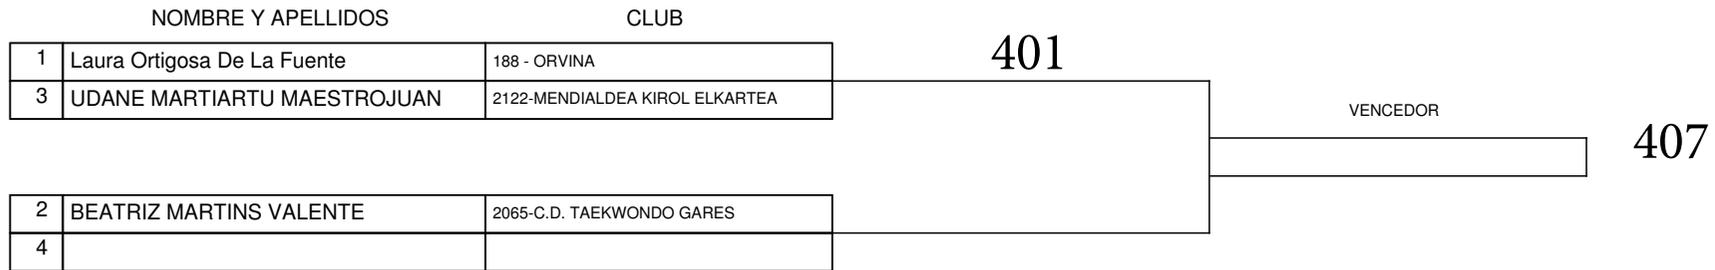 NOMBRE Y APELLIDOS CLUB
1 Laura Ortigosa De La Fuente 188 - ORVINA 401
3 UDANE MARTIARTU MAESTROJUAN 2122-MENDIALDEA KIROL ELKARTEA
VENCEDOR
407
2 BEATRIZ MARTINS VALENTE 2065-C.D. TAEKWONDO GARES
4